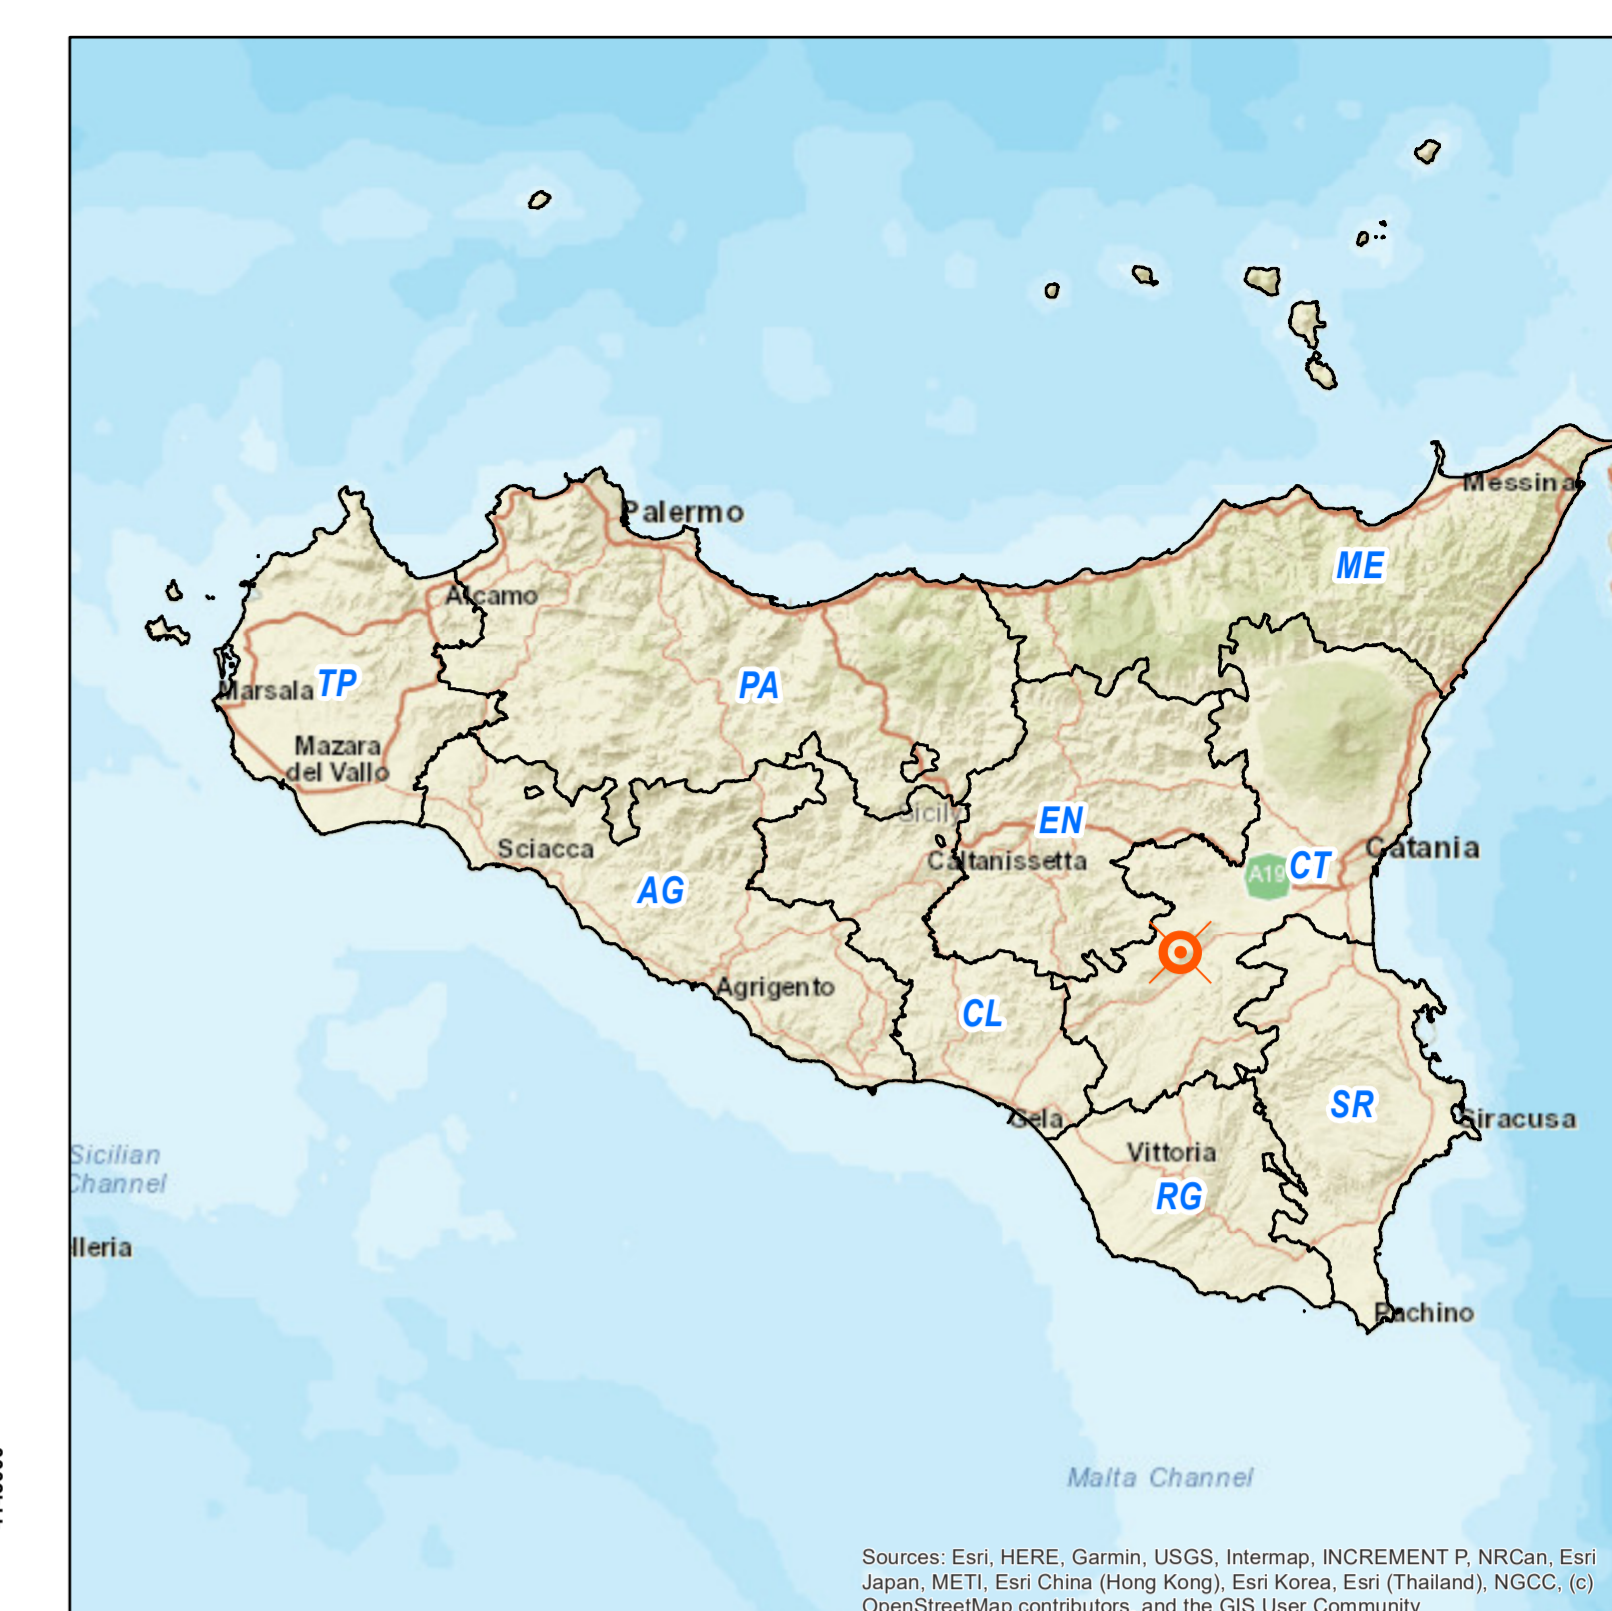 Palermo
Messina
ME
Alcamo
Marsala
TP
PA
Mazara
del Vallo
Sicily
EN
Caltanissetta
Sciacca
Catania
CT
A19
AG
Agrigento
CL
SR
Gela
Siracusa
Vittoria
Sicilian
Channel
RG
lleria
Pachino
Malta Channel
Sources: Esri, HERE, Garmin, USGS, Intermap, INCREMENT P, NRCan, Esri
Japan, METI, Esri China (Hong Kong), Esri Korea, Esri (Thailand), NGCC, (c)
OpenStreetMap contributors, and the GIS User Community